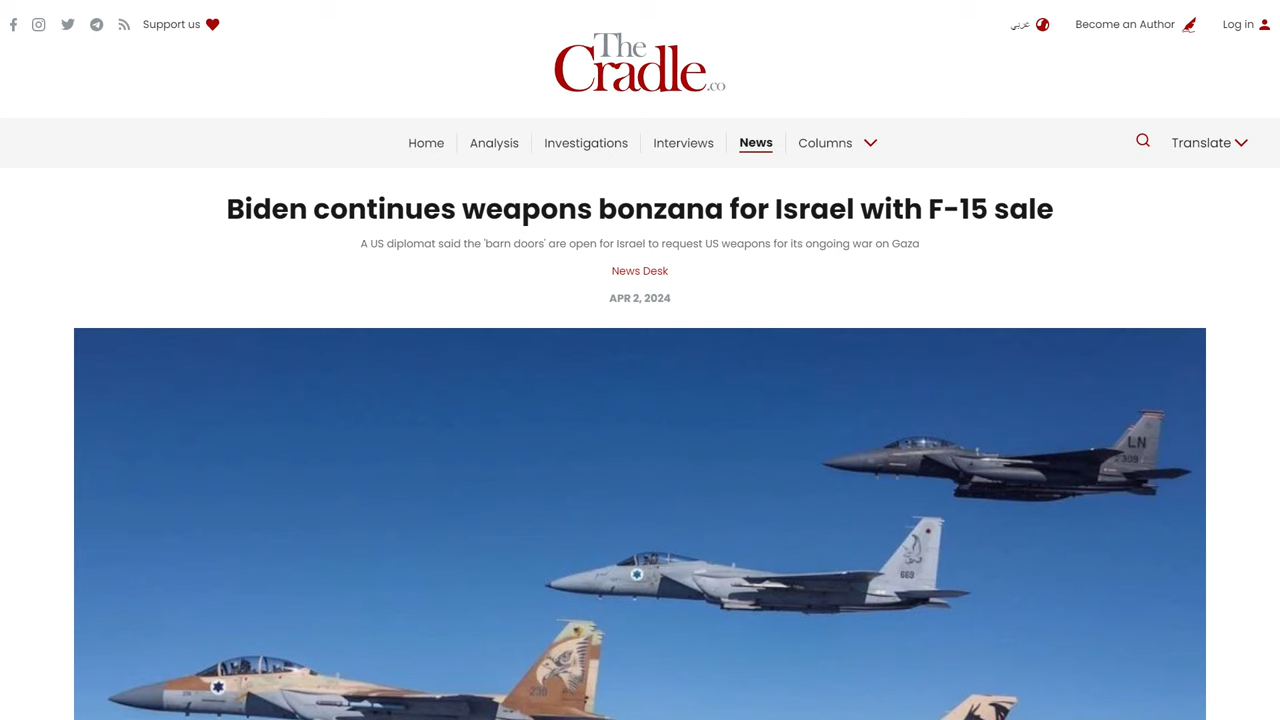 Support us
عربي
Become an Author
Log in
The
Cradle.co
Home
Analysis
Investigations
Interviews
News
Columns
Translate
Biden continues weapons bonzana for Israel with F-15 sale
A US diplomat said the 'barn doors' are open for Israel to request US weapons for its ongoing war on Gaza
News Desk
APR 2, 2024
LN
309
669
238